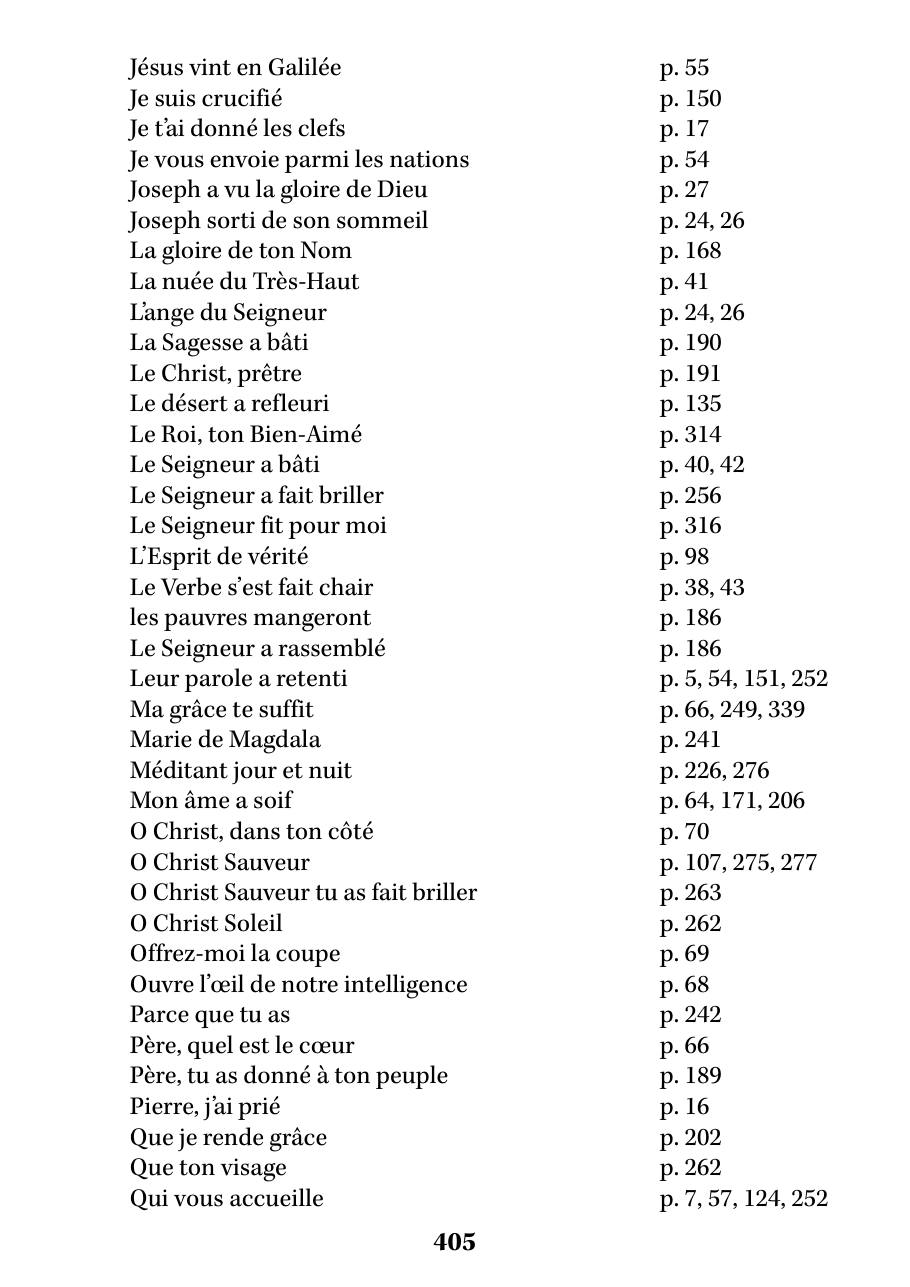 Jésus vint en Galilée p. 55
Je suis crucifié p. 150
Je t’ai donné les clefs p. 17
Je vous envoie parmi les nations p. 54
Joseph a vu la gloire de Dieu p. 27
Joseph sorti de son sommeil p. 24, 26
La gloire de ton Nom p. 168
La nuée du Très-Haut p. 41
L’ange du Seigneur p. 24, 26
La Sagesse a bâti p. 190
Le Christ, prêtre p. 191
Le désert a refleuri p. 135
Le Roi, ton Bien-Aimé p. 314
Le Seigneur a bâti p. 40, 42
Le Seigneur a fait briller p. 256
Le Seigneur fit pour moi p. 316
L’Esprit de vérité p. 98
Le Verbe s’est fait chair p. 38, 43
les pauvres mangeront p. 186
Le Seigneur a rassemblé p. 186
Leur parole a retenti p. 5, 54, 151, 252
Ma grâce te suffit p. 66, 249, 339
Marie de Magdala p. 241
Méditant jour et nuit p. 226, 276
Mon âme a soif p. 64, 171, 206
O Christ, dans ton côté p. 70
O Christ Sauveur p. 107, 275, 277
O Christ Sauveur tu as fait briller p. 263
O Christ Soleil p. 262
Offrez-moi la coupe p. 69
Ouvre l’œil de notre intelligence p. 68
Parce que tu as p. 242
Père, quel est le cœur p. 66
Père, tu as donné à ton peuple p. 189
Pierre, j’ai prié p. 16
Que je rende grâce p. 202
Que ton visage p. 262
Qui vous accueille p. 7, 57, 124, 252
405